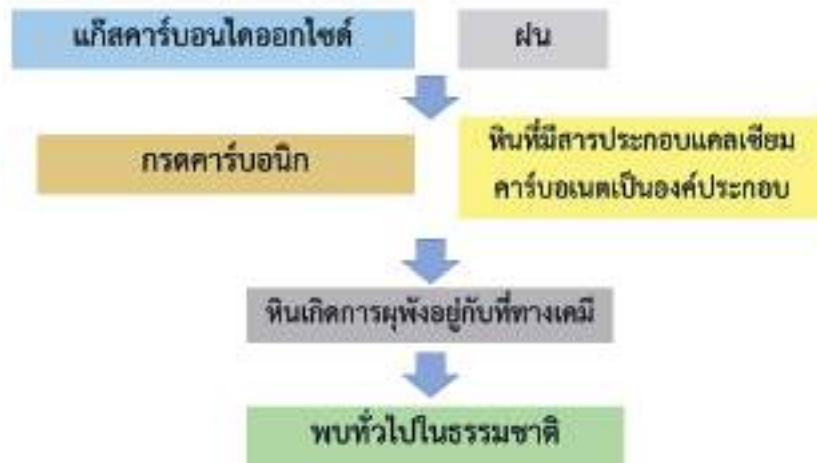 แก๊สคาร์บอนไดออกไซด์
ฝน
กรดคาร์บอนิก
หินที่มีสารประกอบแคลเซียม
คาร์บอเนตเป็นองค์ประกอบ
หินเกิดการผุพังอยู่กับที่ทางเคมี
พบทั่วไปในธรรมชาติ